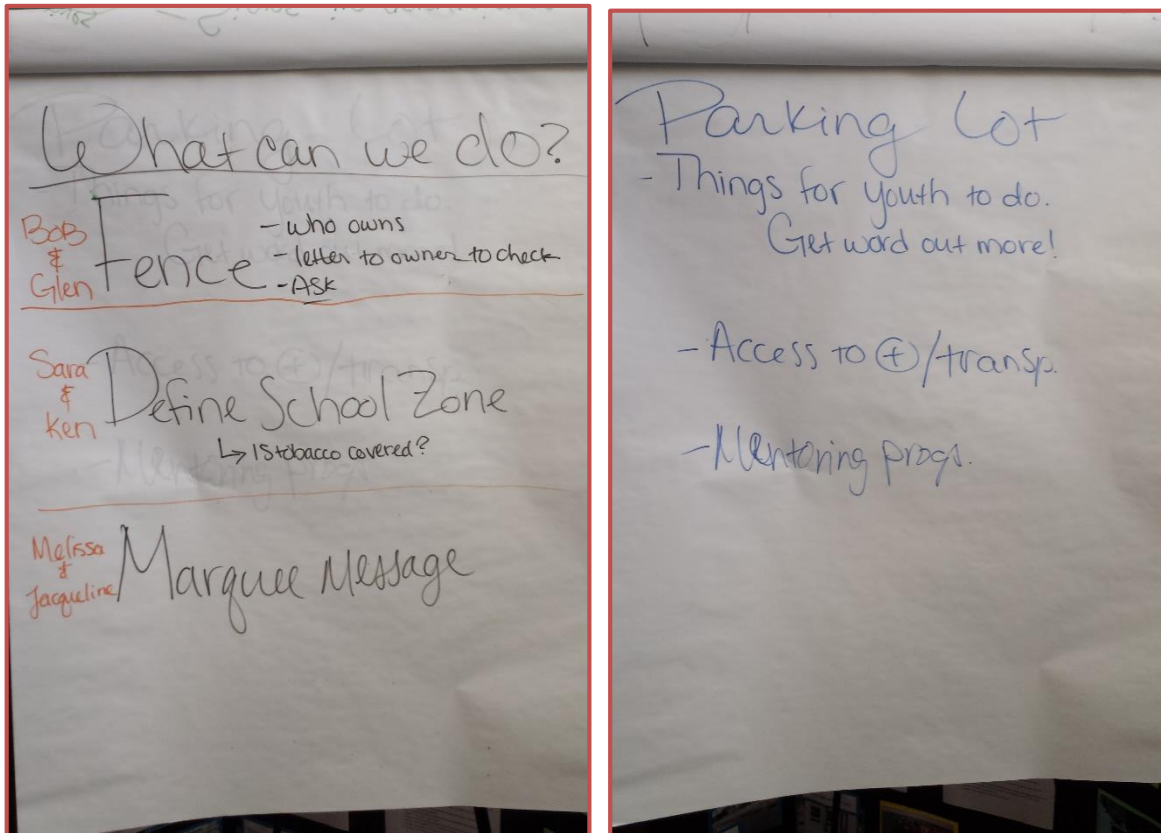 What can we do?
Bob
&
Glen
Fence
- who owns
- letter to owner to check
- ASK
Sara
&
Ken
Define School Zone
↳ IS tobacco covered?
Melissa
&
Jacqueline
Marquee Message
Parking Lot
- Things for youth to do.
Get word out more!
- Access to ⊕/transp.
- Mentoring progs.